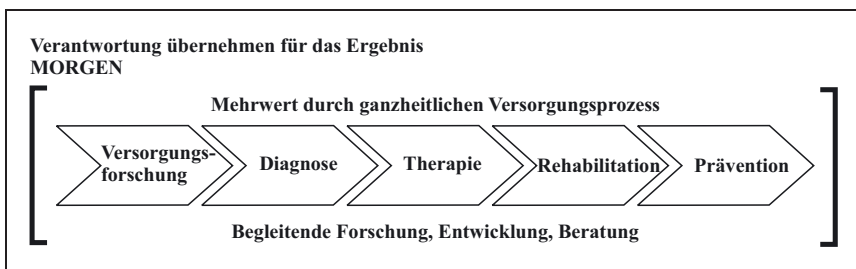 Verantwortung übernehmen für das Ergebnis
MORGEN
Mehrwert durch ganzheitlichen Versorgungsprozess
Versorgungs-
forschung
Diagnose
Therapie
Rehabilitation
Prävention
Begleitende Forschung, Entwicklung, Beratung